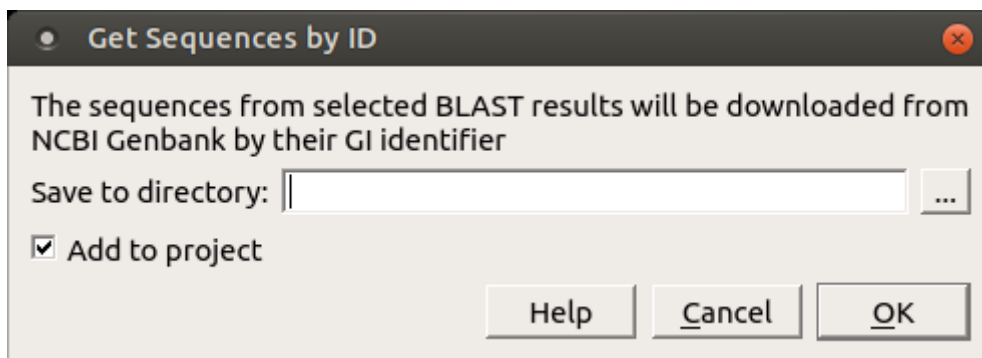 Get Sequences by ID
The sequences from selected BLAST results will be downloaded from
NCBI Genbank by their GI identifier
Save to directory:
...
Add to project
Help
Cancel
OK